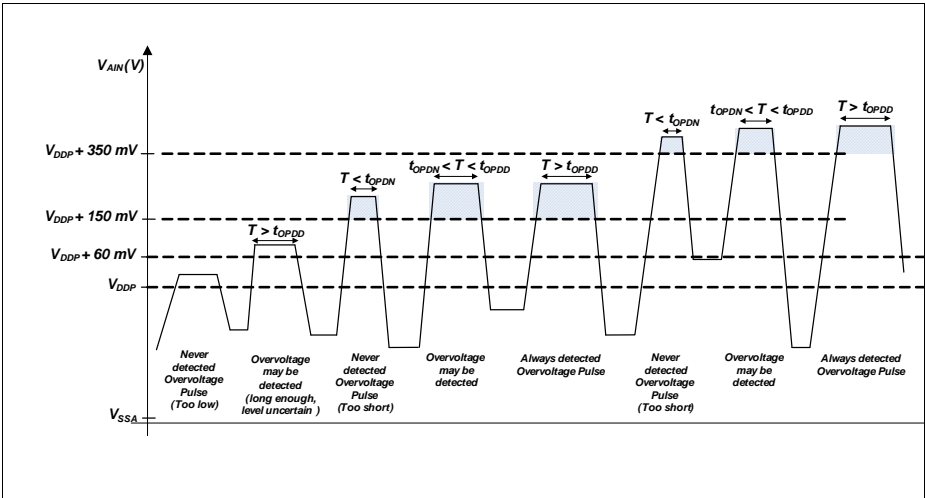 V_AIN (V)
V_DDP + 350 mV
V_DDP + 150 mV
V_DDP + 60 mV
V_DDP
V_SSA
T > t_OPDD
T < t_OPDN
t_OPDN < T < t_OPDD
T > t_OPDD
T < t_OPDN
t_OPDN < T < t_OPDD
T > t_OPDD
Never
detected
Overvoltage
Pulse
(Too low)
Overvoltage
may be
detected
(long enough,
level uncertain )
Never
detected
Overvoltage
Pulse
(Too short)
Overvoltage
may be
detected
Always detected
Overvoltage Pulse
Never
detected
Overvoltage
Pulse
(Too short)
Overvoltage
may be
detected
Always detected
Overvoltage Pulse